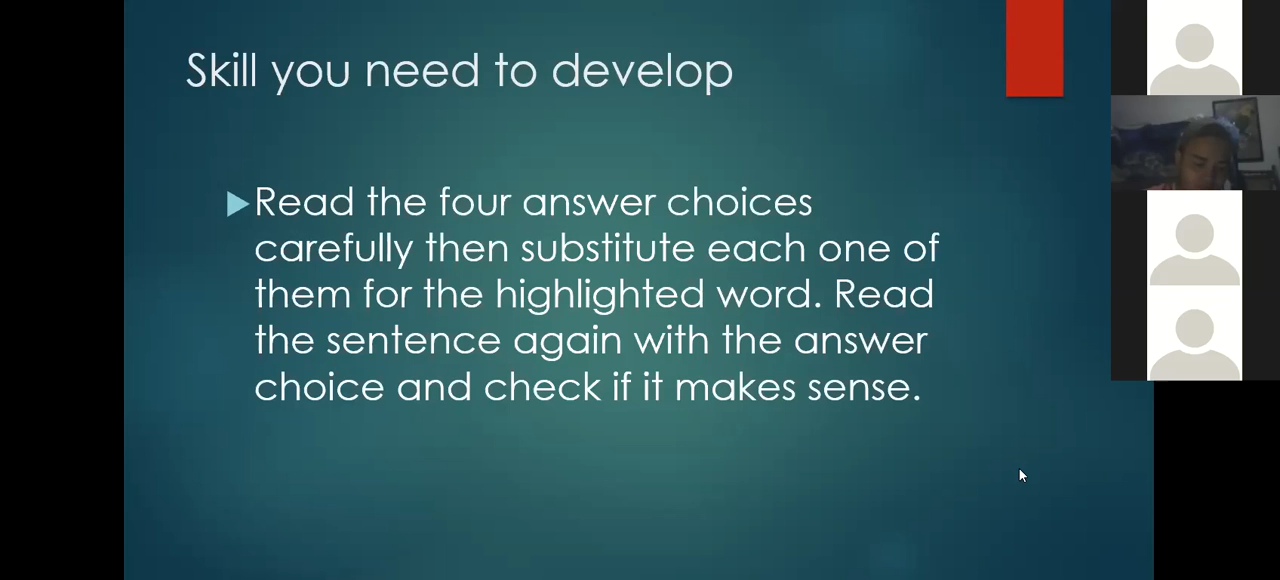 Skill you need to develop
Read the four answer choices
carefully then substitute each one of
them for the highlighted word. Read
the sentence again with the answer
choice and check if it makes sense.